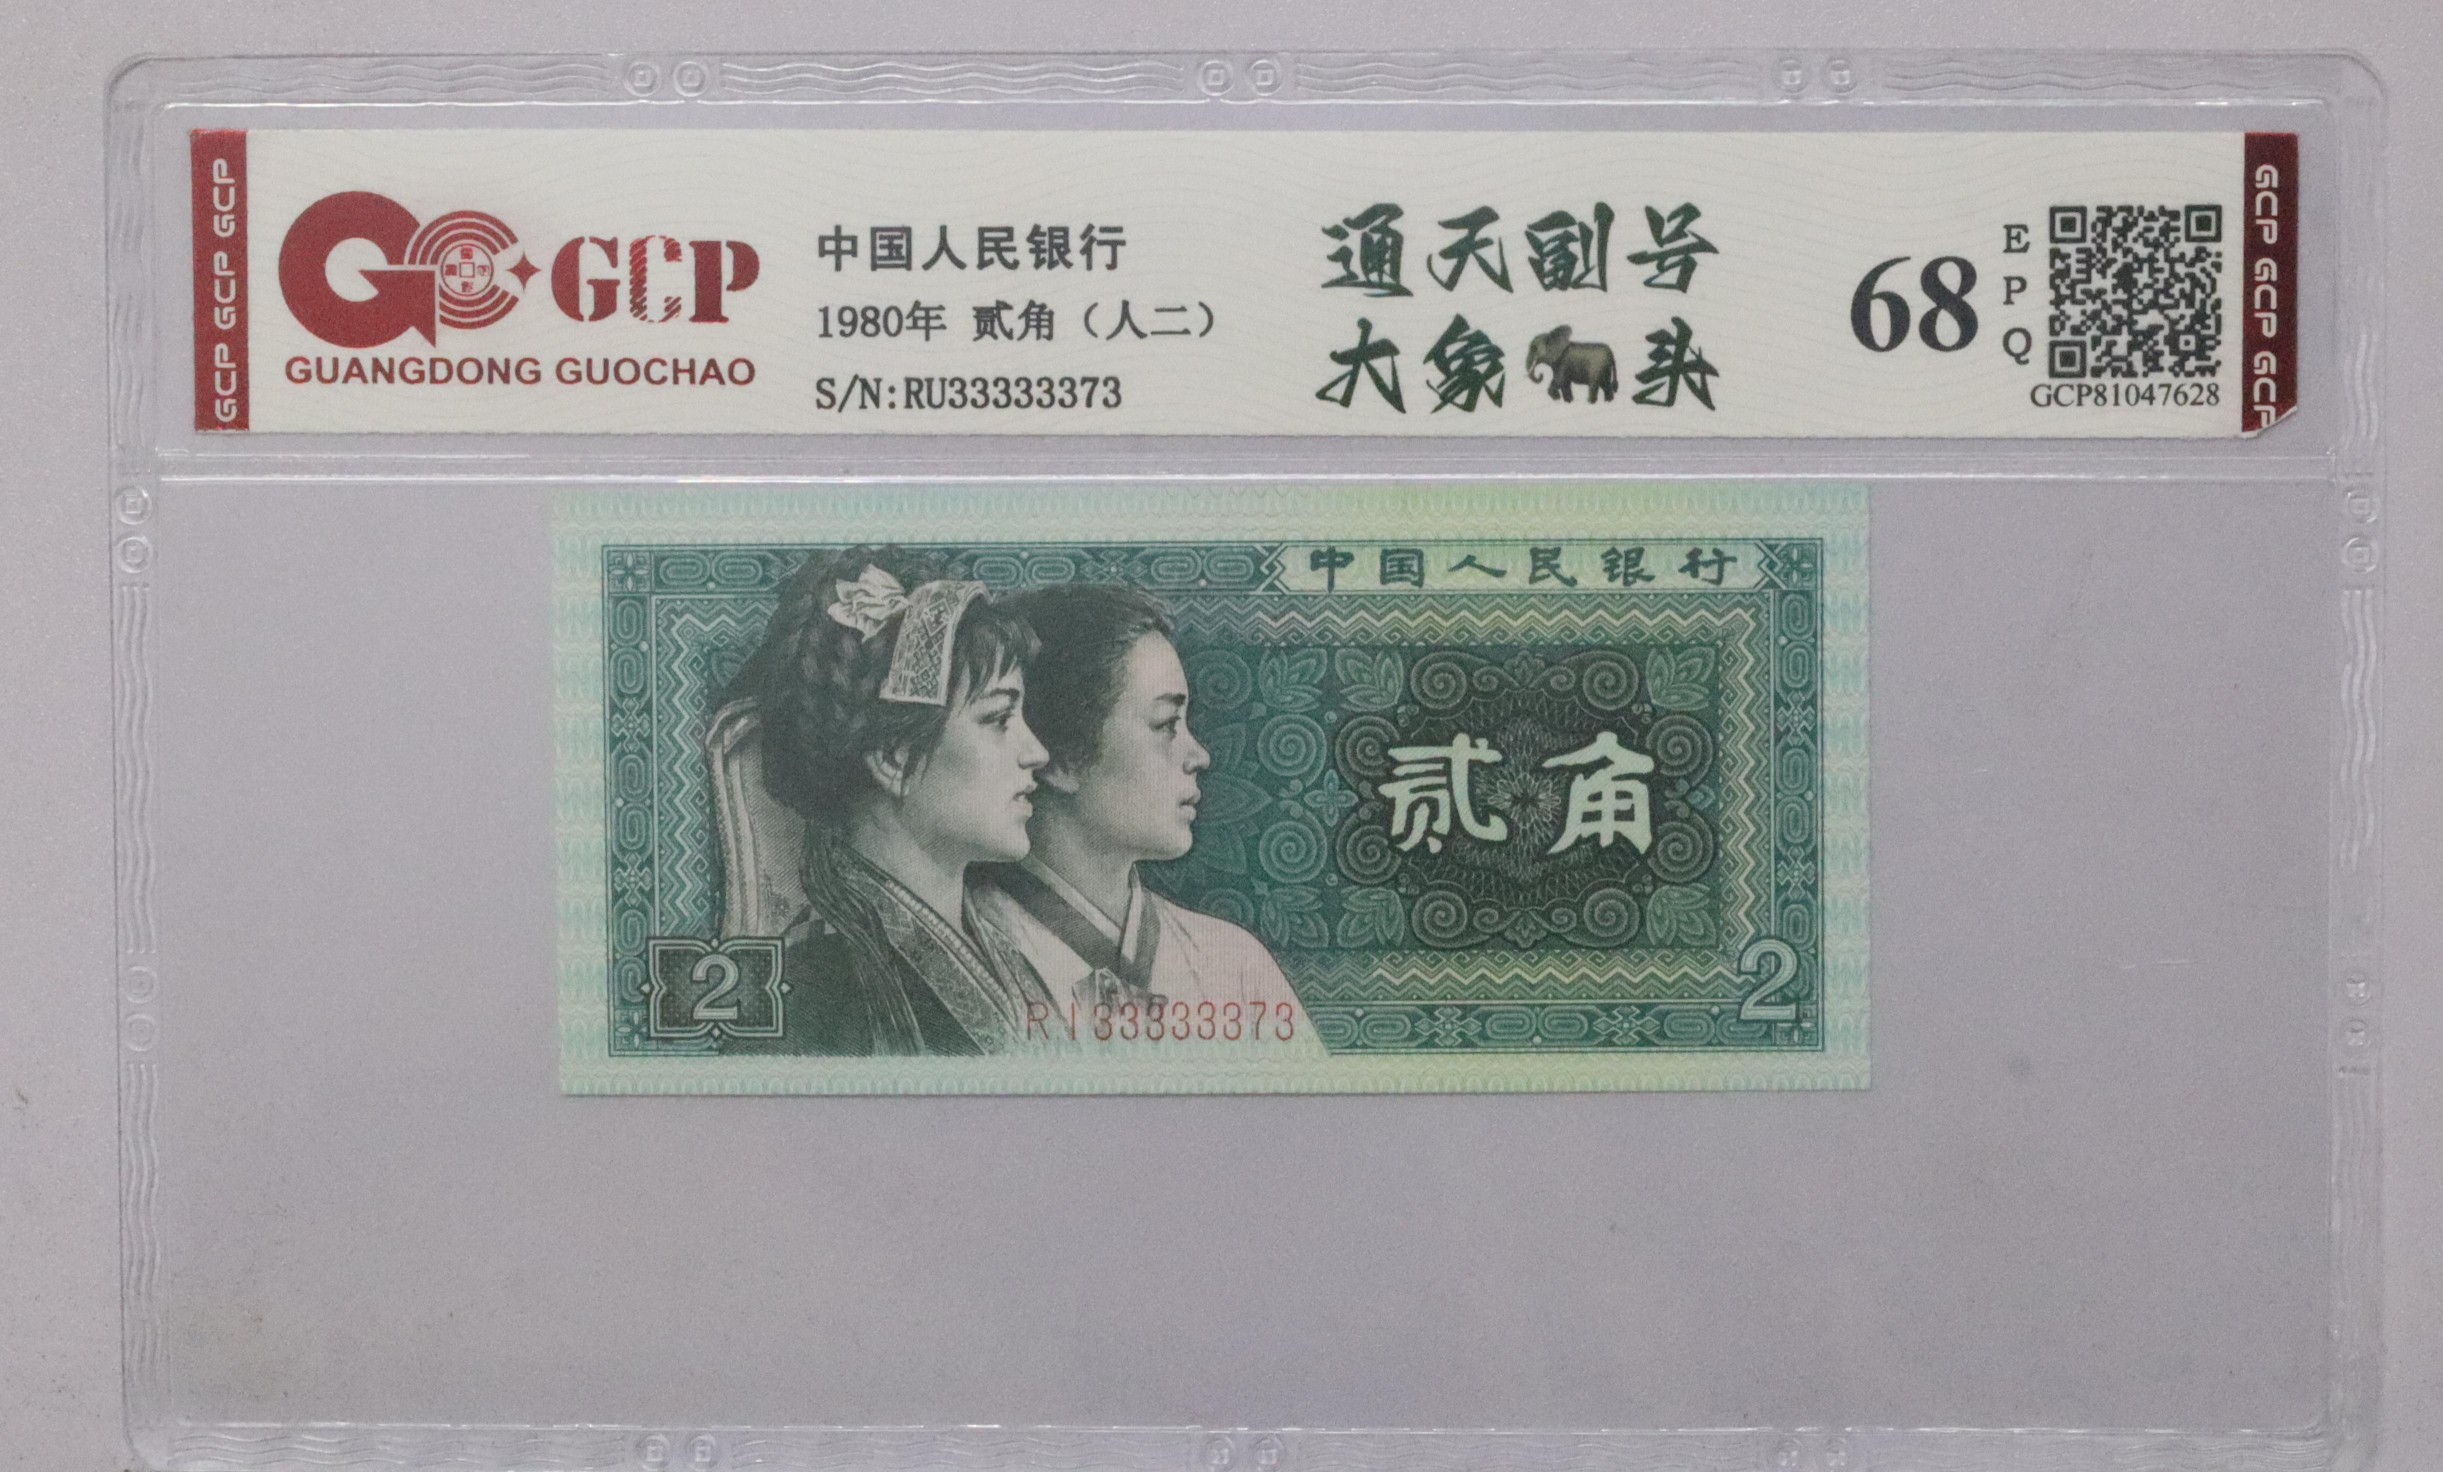 GCP GCP GCP
GCP
GUANGDONG GUOCHAO
中国人民银行
1980年 贰角（人二）
S/N:RU33333373
通天副号
大象🐘头
68
E
P
Q
GCP81047628
GCP GCP GCP
中国人民银行
贰角
2
2
RI33333373